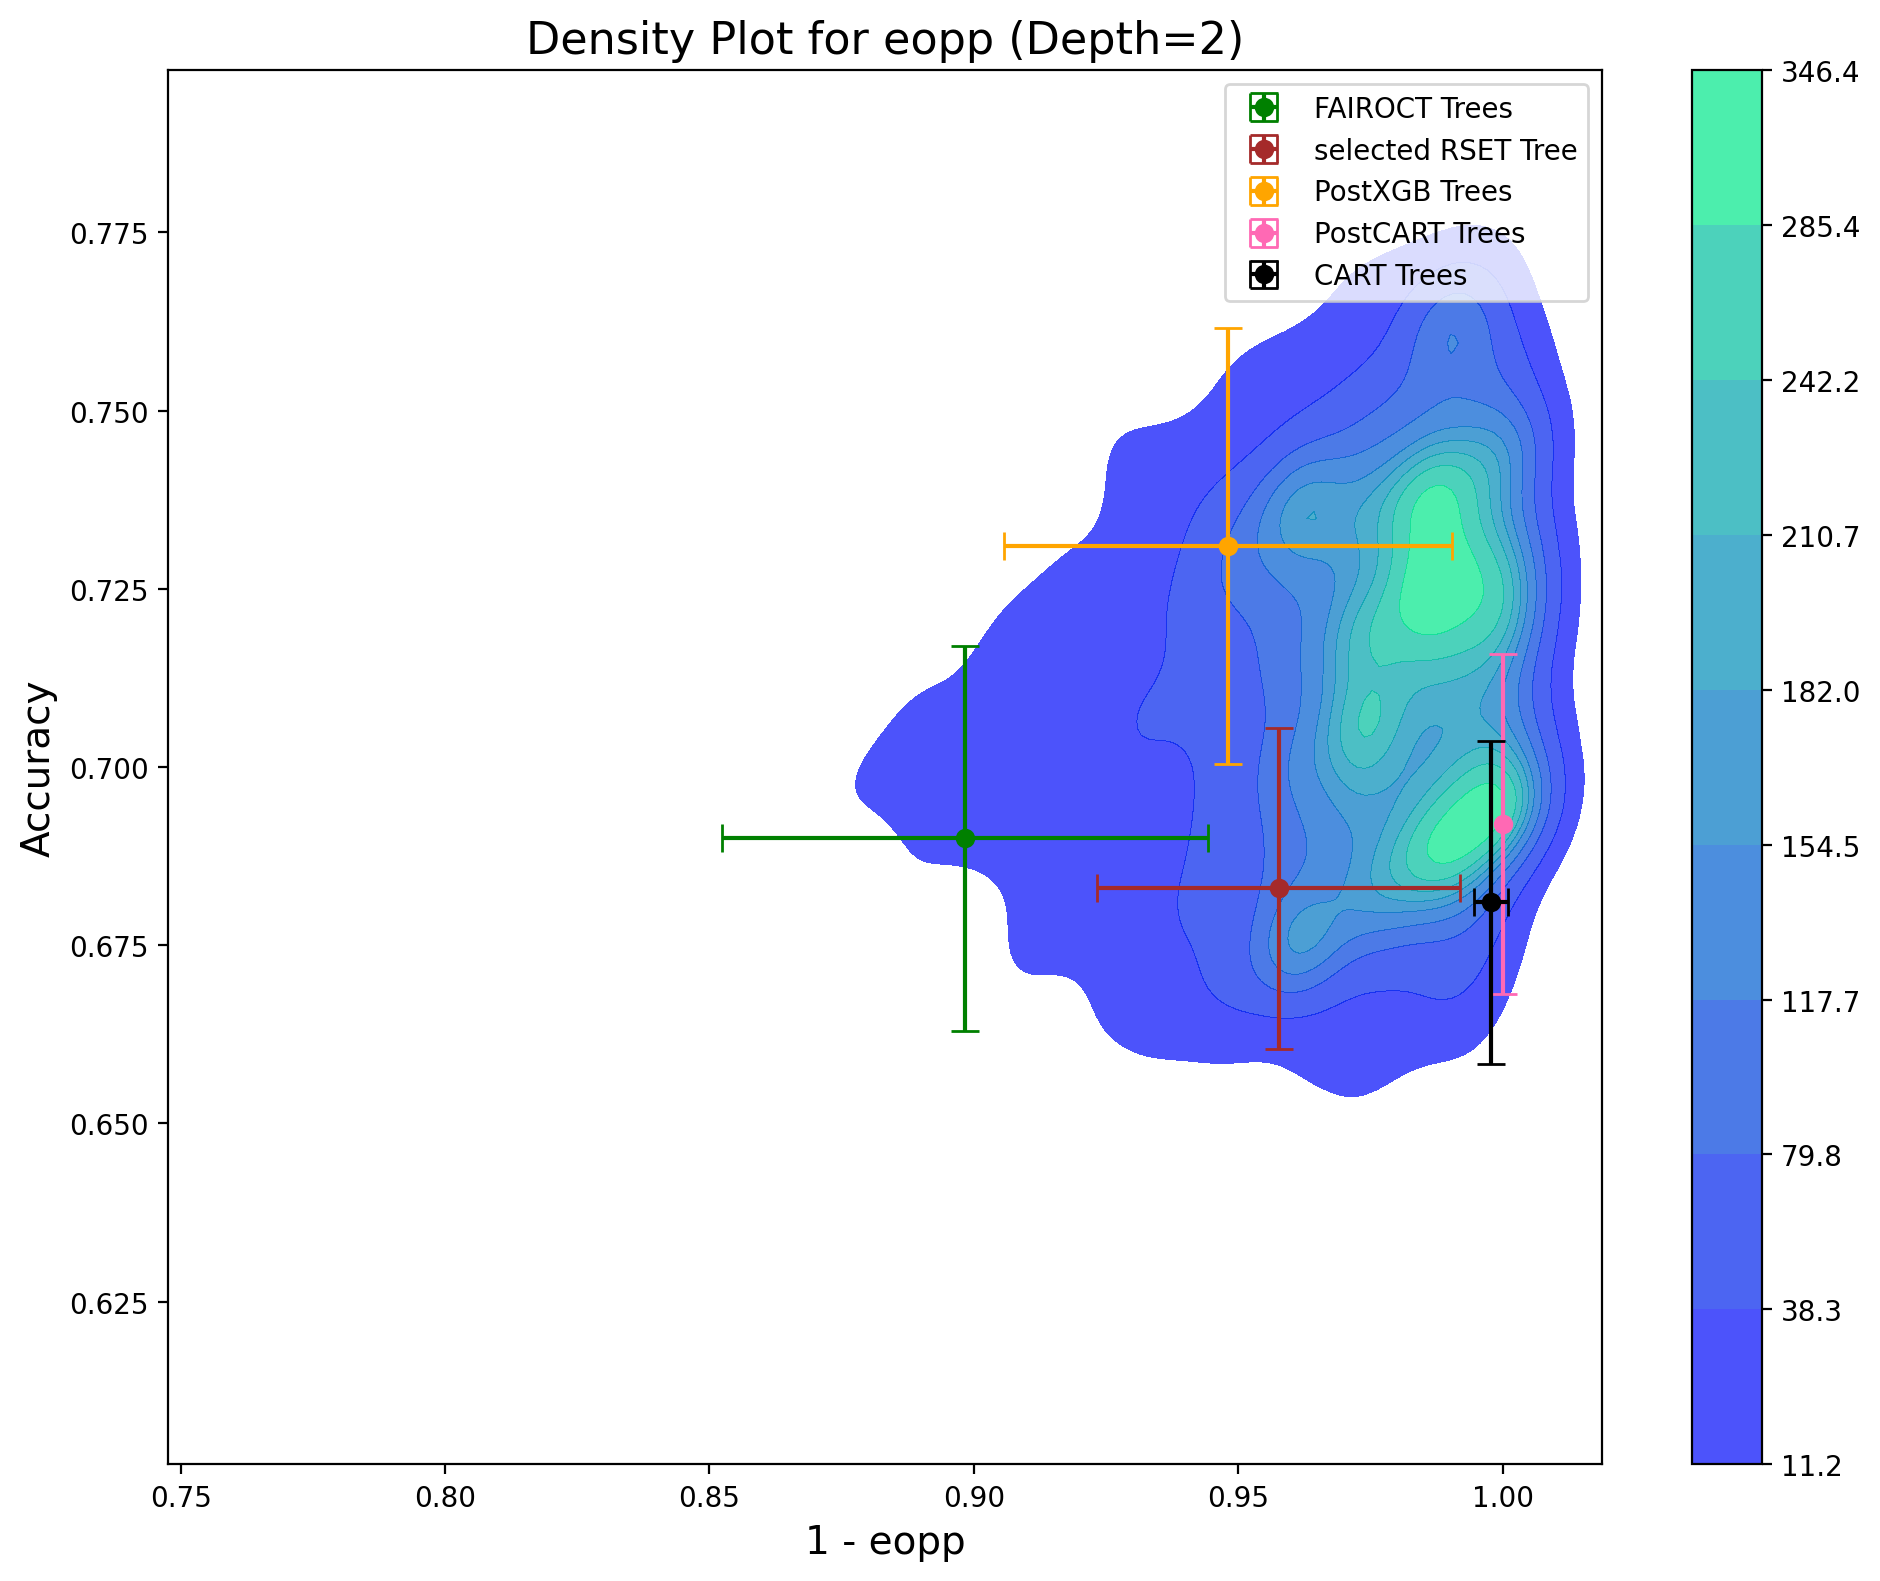 Density Plot for eopp (Depth=2)
FAIROCT Trees
selected RSET Tree
PostXGB Trees
PostCART Trees
CART Trees
Accuracy
0.775
0.750
0.725
0.700
0.675
0.650
0.625
0.75
0.80
0.85
0.90
0.95
1.00
1 - eopp
346.4
285.4
242.2
210.7
182.0
154.5
117.7
79.8
38.3
11.2